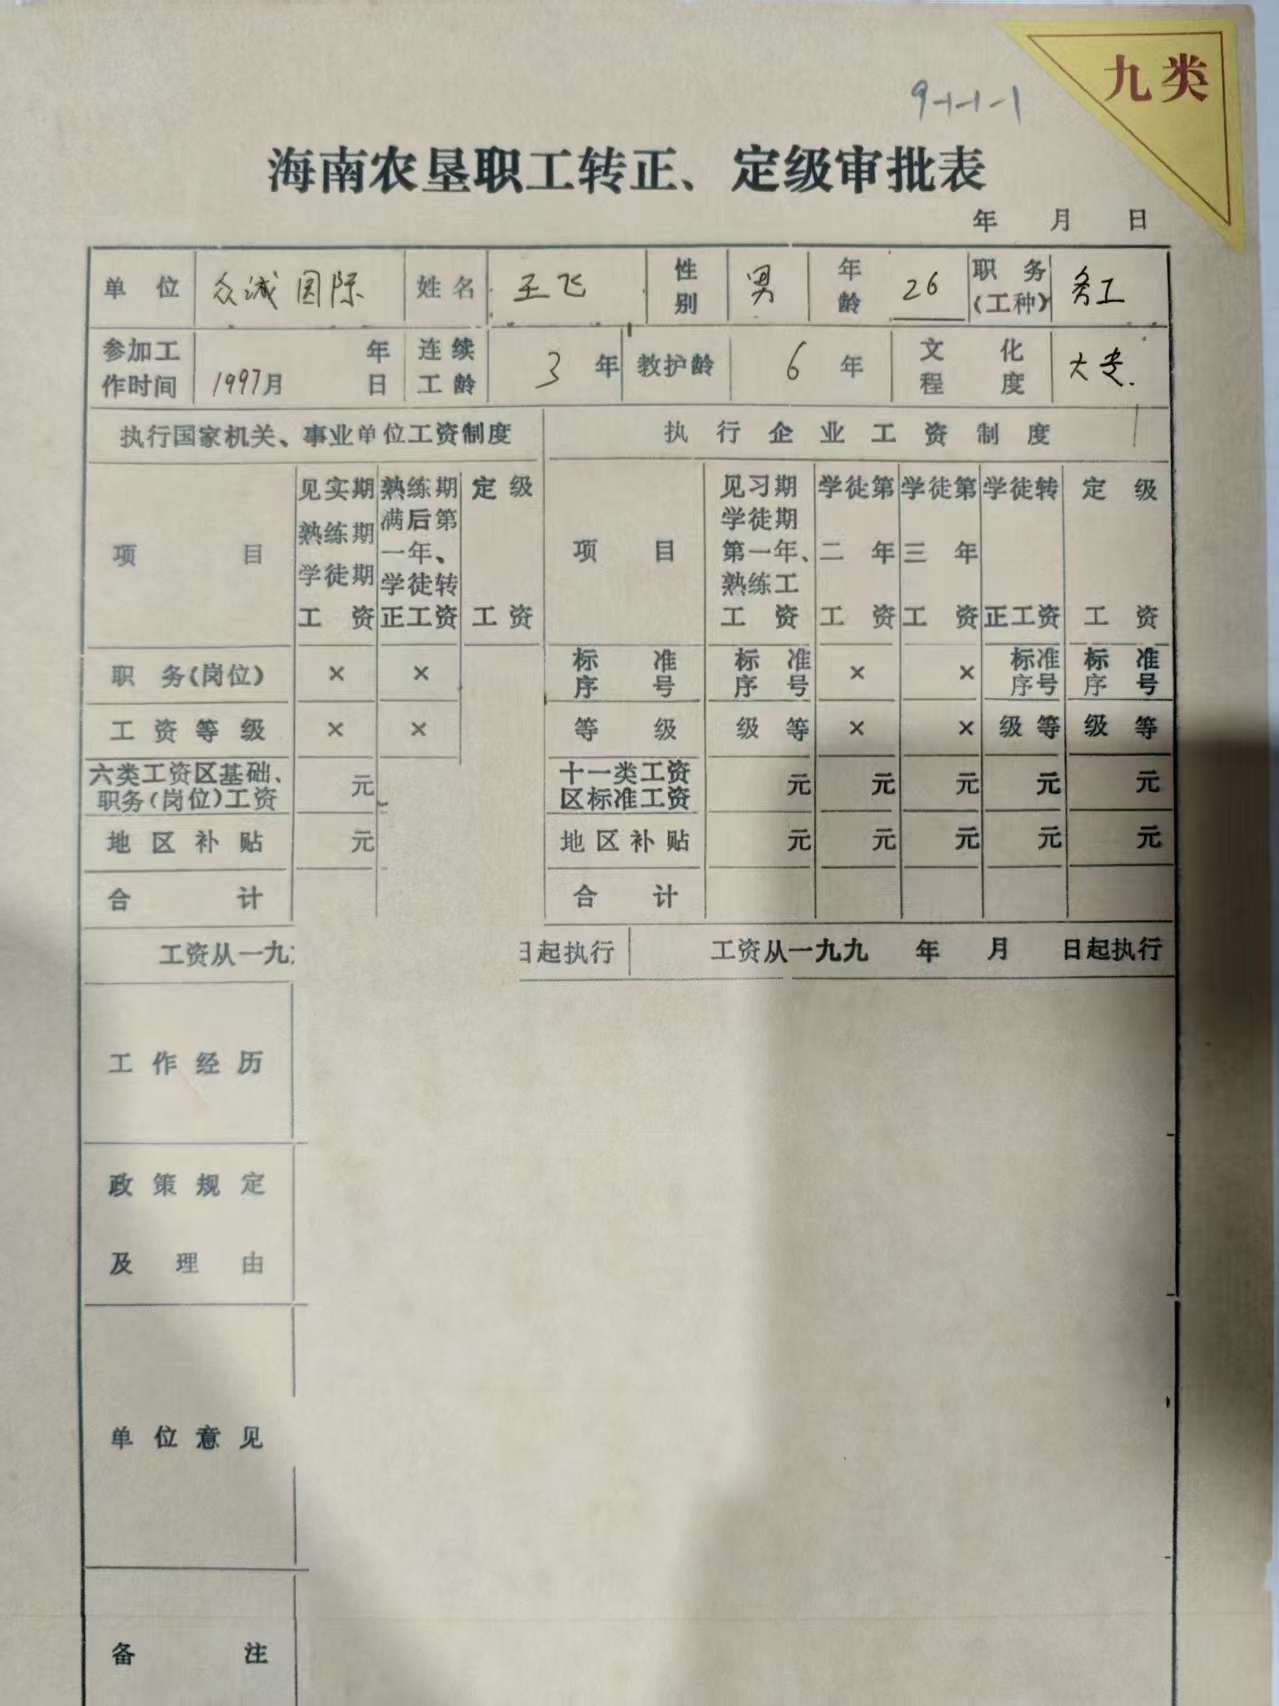 九类
9-1-1-1
海南农垦职工转正、定级审批表
年 月 日
单位 众诚国际 姓名 王飞 性别 男 年龄 26 职务(工种) 务工
参加工作时间 1997月 年 日 连续工龄 3年 教护龄 6年 文化程度 大专.
执行国家机关、事业单位工资制度 执行企业工资制度
项目 见实期熟练期学徒期工资 熟练期满后第一年、学徒转正工资 定级工资 项目 见习期学徒期第一年、熟练工工资 学徒第二年工资 学徒第三年工资 学徒转正工资 定级工资
职务(岗位) × × 标准序号 标准序号 × × 标准序号 标准序号
工资等级 × × 等级 级等 × × 级等 级等
六类工资区基础、职务(岗位)工资 元 十一类工资区标准工资 元 元 元 元 元
地区补贴 元 地区补贴 元 元 元 元 元
合计 合计
工资从一九 日起执行 工资从一九九 年 月 日起执行
工作经历
政策规定
及理由
单位意见
备注